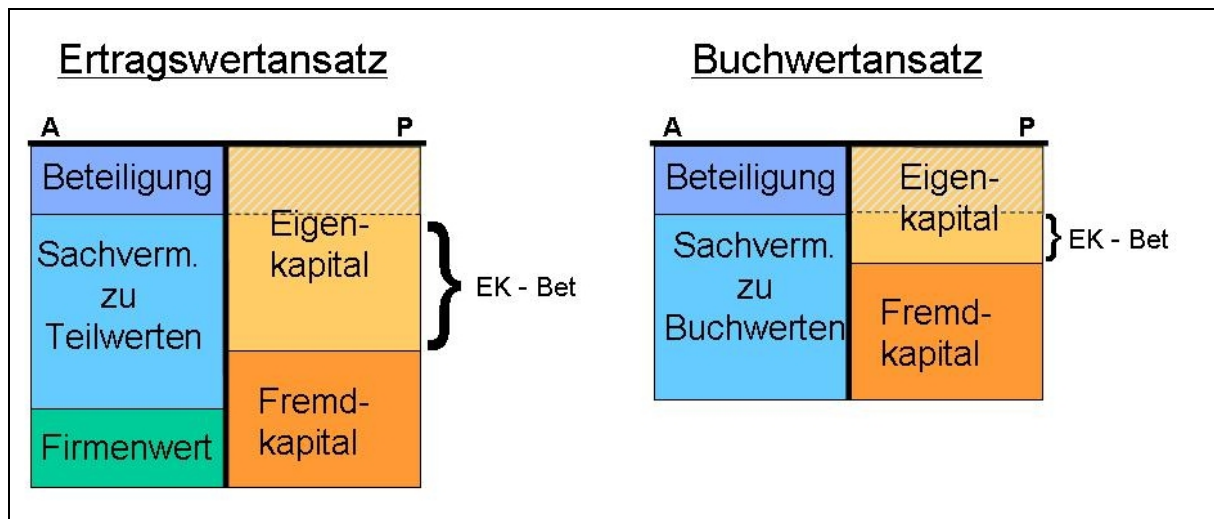 Ertragswertansatz
A P
Beteiligung
Sachverm.
zu
Teilwerten
Firmenwert
Eigen-
kapital
Fremd-
kapital
EK - Bet
Buchwertansatz
A P
Beteiligung
Sachverm.
zu
Buchwerten
Eigen-
kapital
Fremd-
kapital
EK - Bet